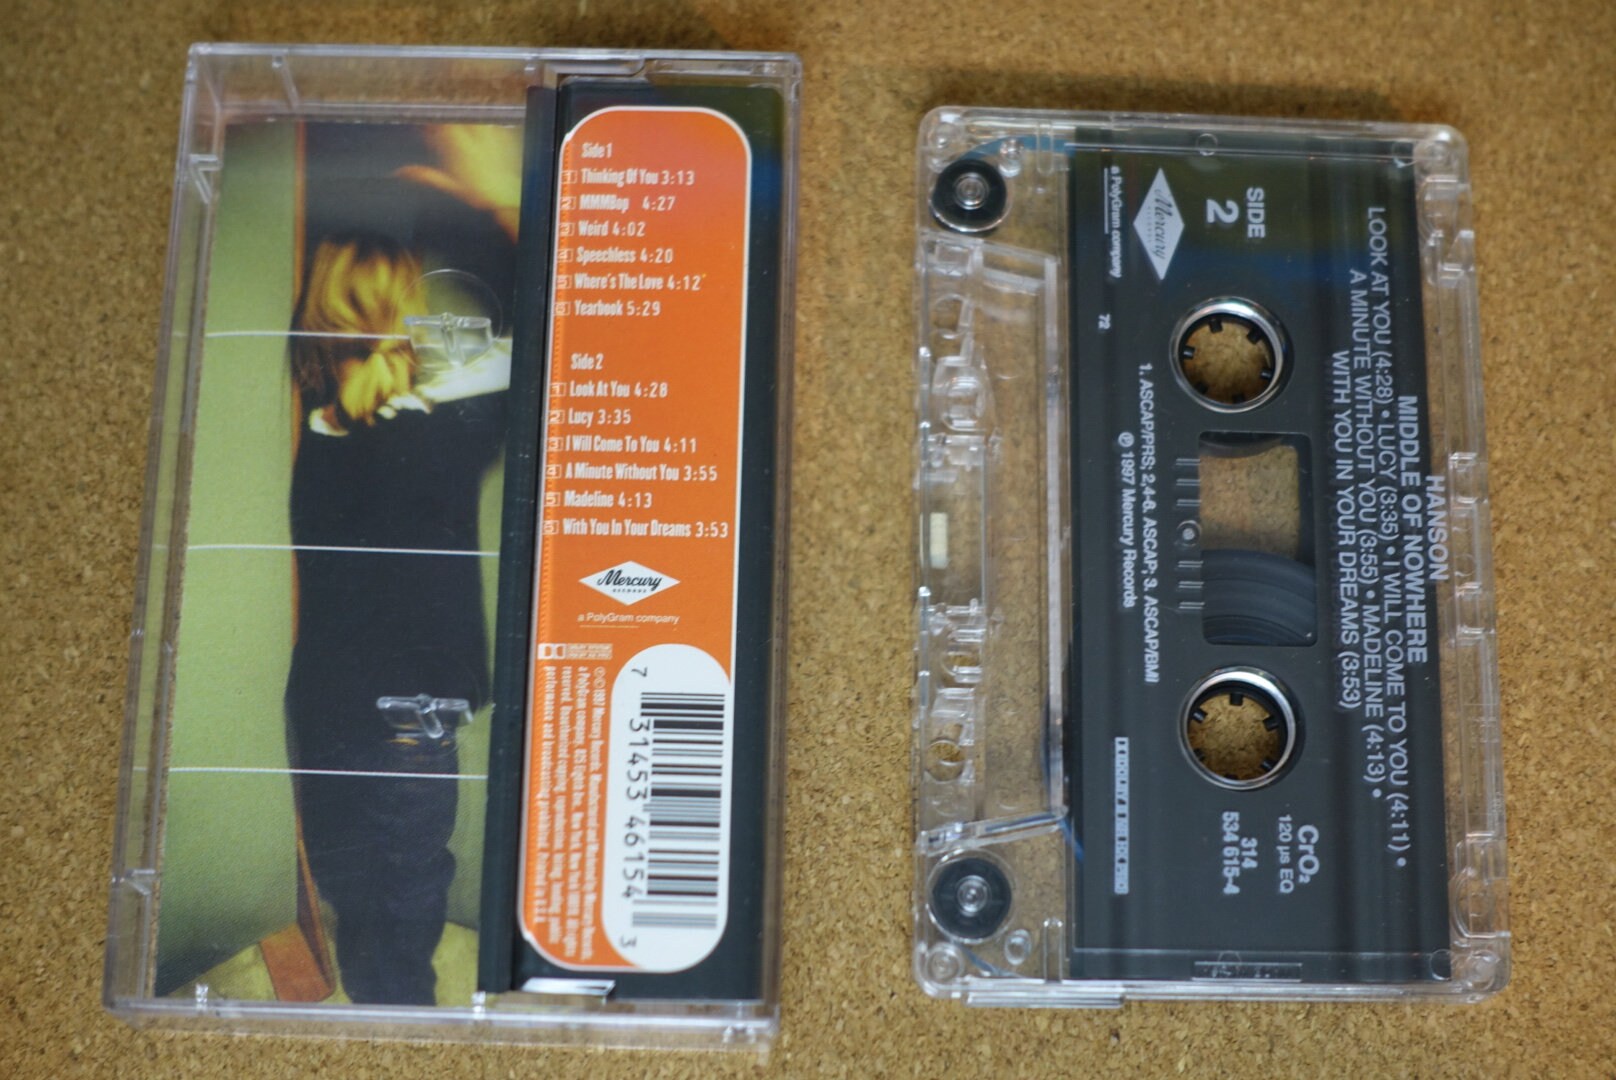 Side 1
1 Thinking Of You 3:13
2 MMMBop 4:27
3 Weird 4:02
4 Speechless 4:20
5 Where's The Love 4:12*
6 Yearbook 5:29
Side 2
1 Look At You 4:28
2 Lucy 3:35
3 I Will Come To You 4:11
4 A Minute Without You 3:55
5 Madeline 4:13
6 With You In Your Dreams 3:53
Mercury
RECORDS
a PolyGram company
DOLBY SYSTEM
7 31453 46154 3
HANSON
MIDDLE OF NOWHERE
LOOK AT YOU (4:28) • LUCY (3:35) • I WILL COME TO YOU (4:11) •
A MINUTE WITHOUT YOU (3:55) • MADELINE (4:13) •
WITH YOU IN YOUR DREAMS (3:53)
SIDE
2
CrO₂
120 µs EQ
314
534 615-4
Mercury
RECORDS
a PolyGram company
72
1. ASCAP/PRS; 2,4-6. ASCAP; 3. ASCAP/BMI
℗ 1997 Mercury Records